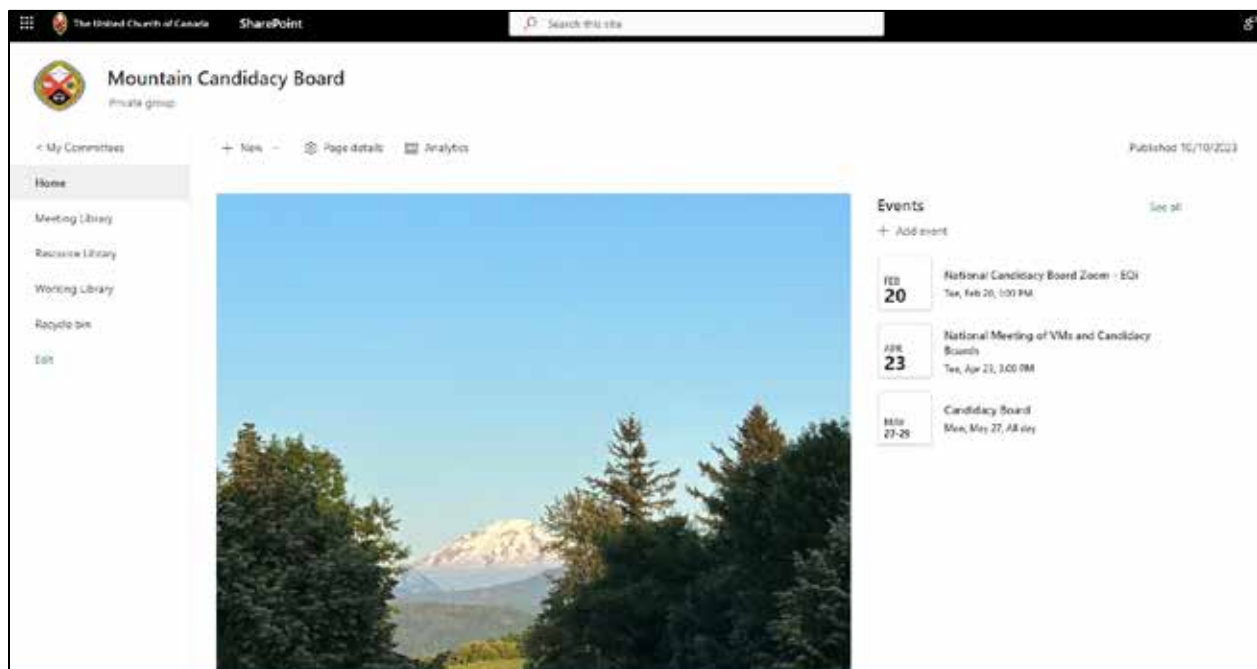 The United Church of Canada SharePoint Search this site
Mountain Candidacy Board
Private group
< My Committees + New Page details Analytics Published 10/10/2023
Home
Meeting Library
Resource Library
Working Library
Recycle bin
Edit
Events See all
+ Add event
FEB
20
National Candidacy Board Zoom - EQi
Tue, Feb 20, 1:00 PM
APR
23
National Meeting of VMs and Candidacy
Boards
Tue, Apr 23, 3:00 PM
MAY
27-29
Candidacy Board
Mon, May 27, All day